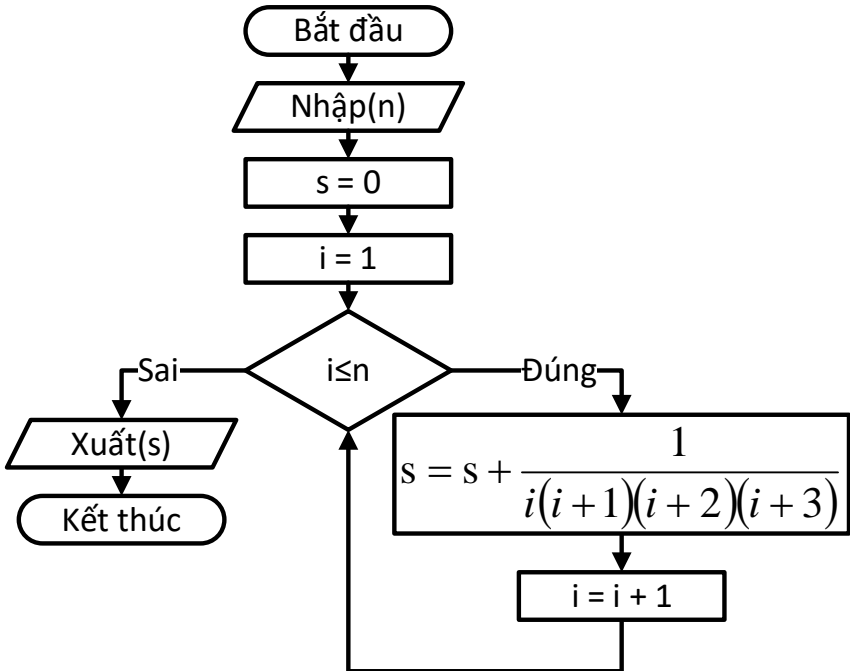 Bắt đầu
Nhập(n)
s = 0
i = 1
i≤n
Sai
Đúng
Xuất(s)
Kết thúc
s = s + 1 / i(i+1)(i+2)(i+3)
i = i + 1